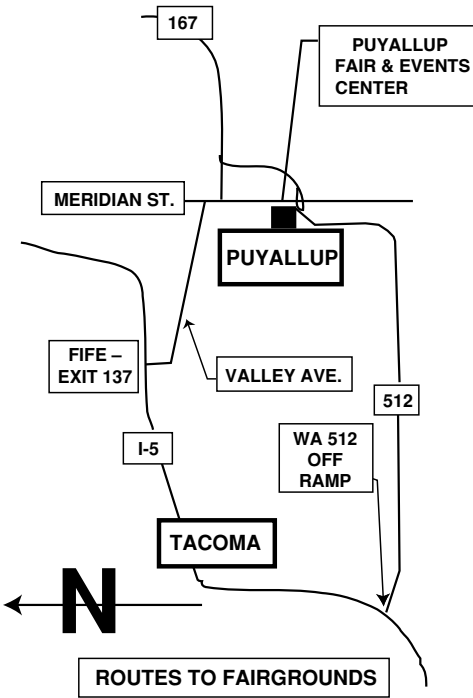 167
PUYALLUP
FAIR & EVENTS
CENTER
MERIDIAN ST.
PUYALLUP
FIFE –
EXIT 137
VALLEY AVE.
512
I-5
WA 512
OFF
RAMP
TACOMA
N
ROUTES TO FAIRGROUNDS